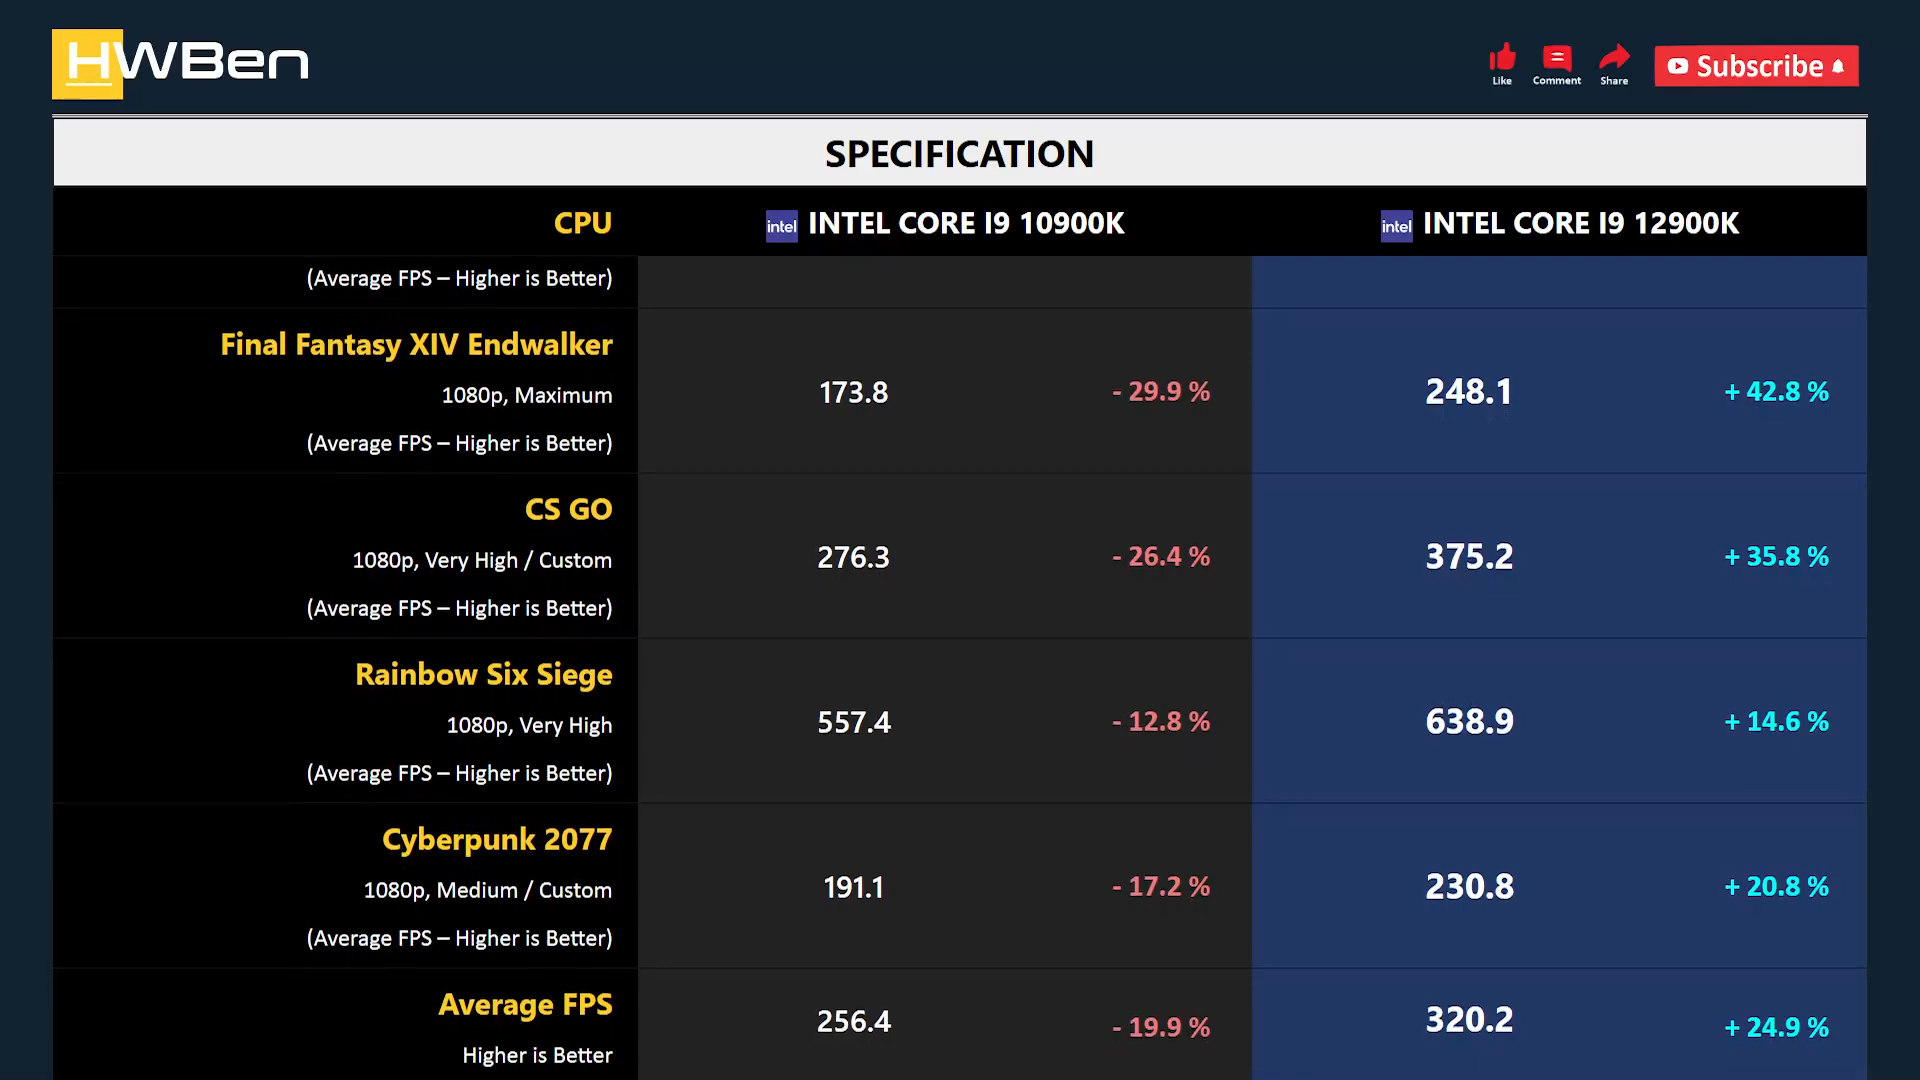 HWBen
Like Comment Share Subscribe
SPECIFICATION
CPU intel INTEL CORE I9 10900K intel INTEL CORE I9 12900K
(Average FPS – Higher is Better)
Final Fantasy XIV Endwalker
1080p, Maximum 173.8 - 29.9 % 248.1 + 42.8 %
(Average FPS – Higher is Better)
CS GO
1080p, Very High / Custom 276.3 - 26.4 % 375.2 + 35.8 %
(Average FPS – Higher is Better)
Rainbow Six Siege
1080p, Very High 557.4 - 12.8 % 638.9 + 14.6 %
(Average FPS – Higher is Better)
Cyberpunk 2077
1080p, Medium / Custom 191.1 - 17.2 % 230.8 + 20.8 %
(Average FPS – Higher is Better)
Average FPS 256.4 - 19.9 % 320.2 + 24.9 %
Higher is Better